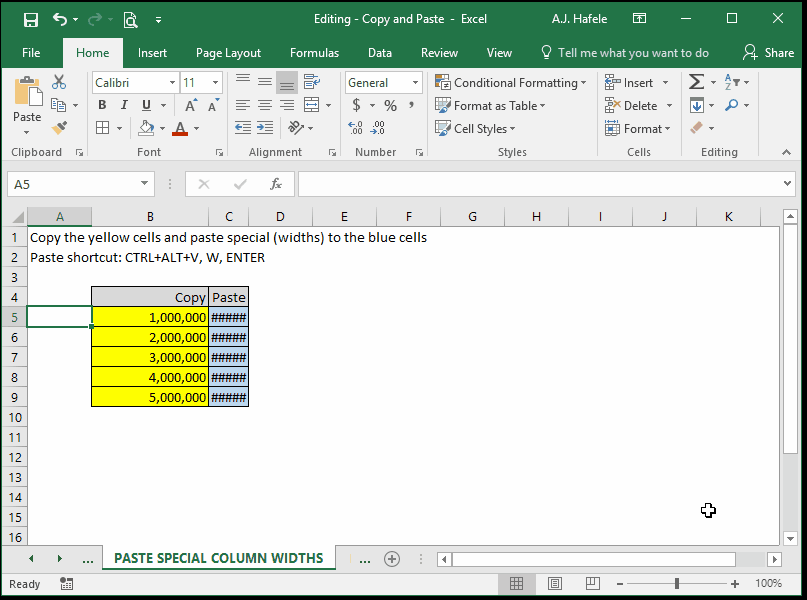 Editing - Copy and Paste - Excel
A.J. Hafele
File Home Insert Page Layout Formulas Data Review View Tell me what you want to do Share
Calibri 11 General Conditional Formatting Insert
Paste B I U A A $ % , Format as Table Delete
A .00 .0 Cell Styles Format
Clipboard Font Alignment Number Styles Cells Editing
A5 fx
A B C D E F G H I J K
1 Copy the yellow cells and paste special (widths) to the blue cells
2 Paste shortcut: CTRL+ALT+V, W, ENTER
3
4 Copy Paste
5 1,000,000 #####
6 2,000,000 #####
7 3,000,000 #####
8 4,000,000 #####
9 5,000,000 #####
10
11
12
13
14
15
16
... PASTE SPECIAL COLUMN WIDTHS ...
Ready 100%